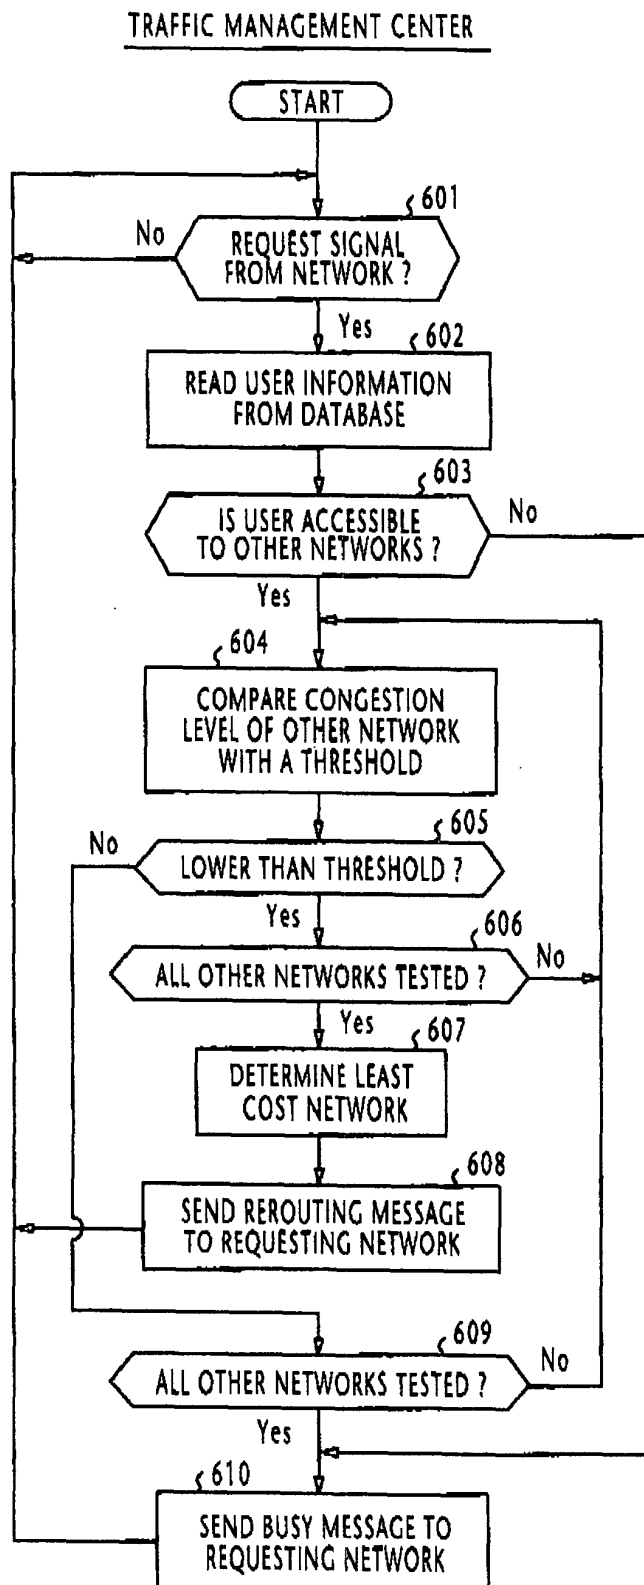 TRAFFIC MANAGEMENT CENTER
START
601
No
REQUEST SIGNAL
FROM NETWORK ?
Yes
602
READ USER INFORMATION
FROM DATABASE
603
IS USER ACCESSIBLE
TO OTHER NETWORKS ?
No
Yes
604
COMPARE CONGESTION
LEVEL OF OTHER NETWORK
WITH A THRESHOLD
605
No
LOWER THAN THRESHOLD ?
Yes
606
ALL OTHER NETWORKS TESTED ?
No
Yes
607
DETERMINE LEAST
COST NETWORK
608
SEND REROUTING MESSAGE
TO REQUESTING NETWORK
609
ALL OTHER NETWORKS TESTED ?
No
Yes
610
SEND BUSY MESSAGE TO
REQUESTING NETWORK